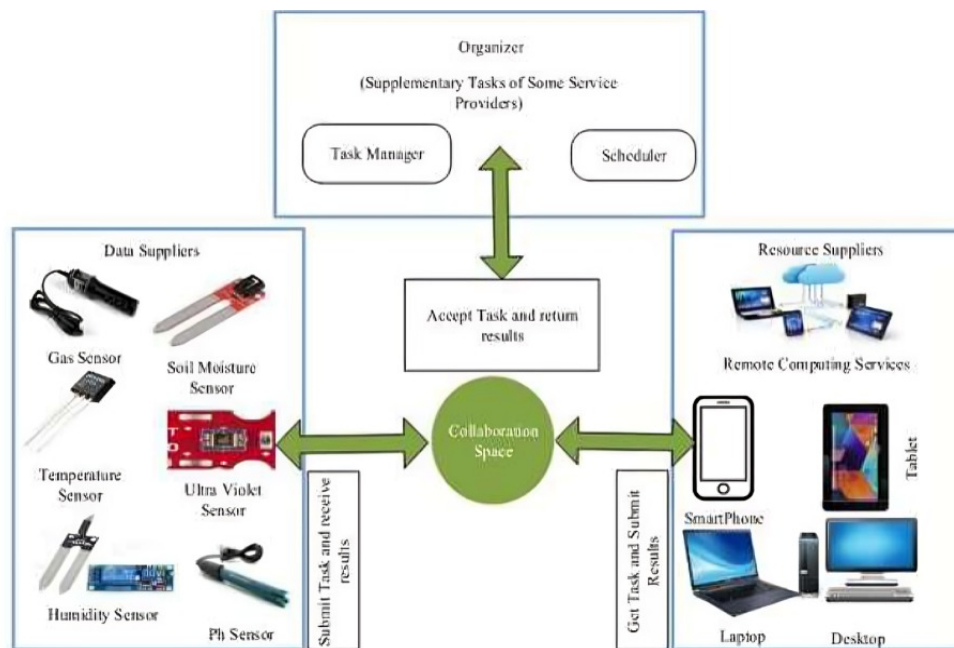 Organizer
(Supplementary Tasks of Some Service
Providers)
Task Manager
Scheduler
Data Suppliers
Gas Sensor
Soil Moisture
Sensor
Temperature
Sensor
Ultra Violet
Sensor
Humidity Sensor
Ph Sensor
Accept Task and return
results
Collaboration
Space
Submit Task and receive
results
Get Task and Submit
Results
Resource Suppliers
Remote Computing Services
SmartPhone
Tablet
Laptop
Desktop